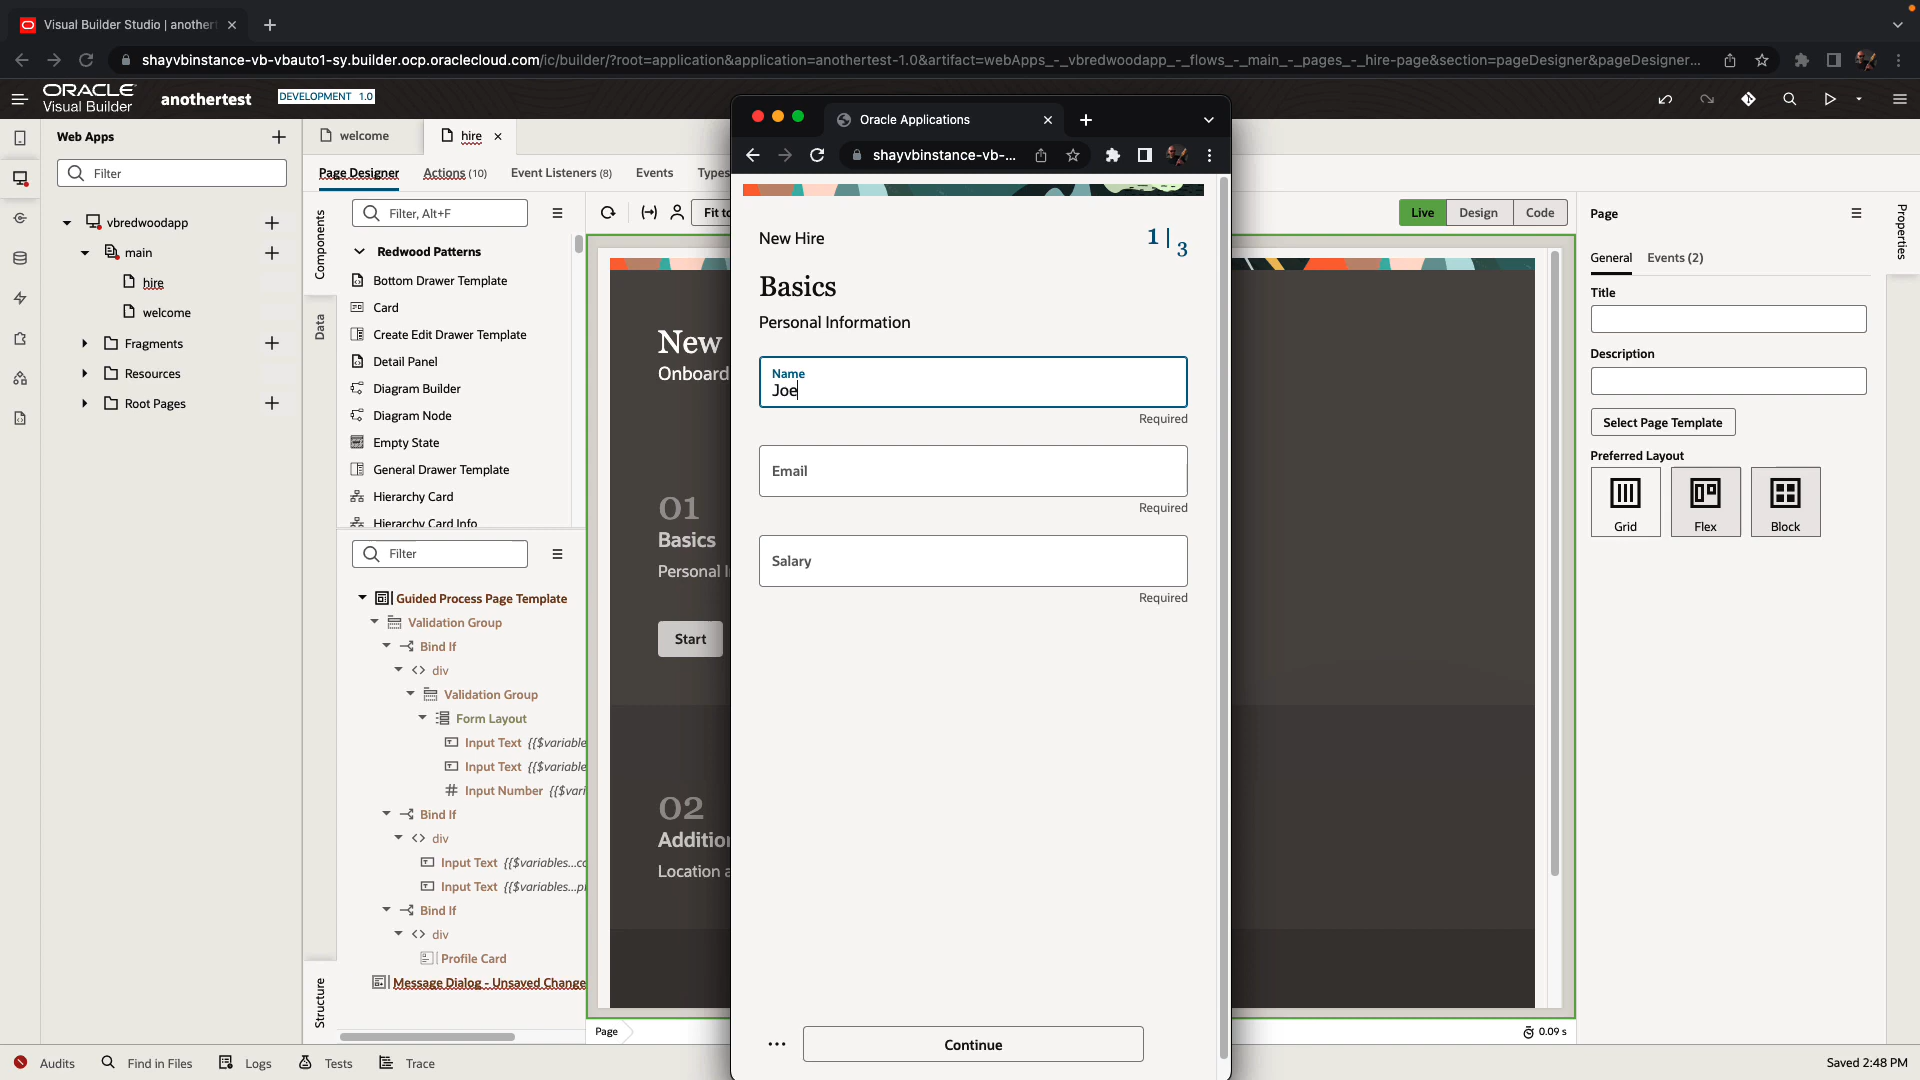 Visual Builder Studio | anothert
shayvbinstance-vb-vbauto1-sy.builder.ocp.oraclecloud.com/ic/builder/?root=application&application=anothertest-1.0&artifact=webApps_-_vbredwoodapp_-_flows_-_main_-_pages_-_hire-page&section=pageDesigner&pageDesigner...
ORACLE
Visual Builder
anothertest
DEVELOPMENT 1.0
Web Apps
Filter
vbredwoodapp
main
hire
welcome
Fragments
Resources
Root Pages
welcome
hire
Page Designer
Actions (10)
Event Listeners (8)
Events
Types
Components
Data
Structure
Filter, Alt+F
Redwood Patterns
Bottom Drawer Template
Card
Create Edit Drawer Template
Detail Panel
Diagram Builder
Diagram Node
Empty State
General Drawer Template
Hierarchy Card
Hierarchy Card Info
Filter
Guided Process Page Template
Validation Group
Bind If
div
Validation Group
Form Layout
Input Text {{$variable
Input Text {{$variable
Input Number {{$vari
Bind If
div
Input Text {{$variables...co
Input Text {{$variables...p
Bind If
div
Profile Card
Message Dialog - Unsaved Change
Fit to
Live
Design
Code
New
Onboard
01
Basics
Personal I
Start
02
Addition
Location a
Page
0.09 s
Oracle Applications
shayvbinstance-vb-...
New Hire
1 | 3
Basics
Personal Information
Name
Joe
Required
Email
Required
Salary
Required
...
Continue
Page
General
Events (2)
Title
Description
Select Page Template
Preferred Layout
Grid
Flex
Block
Properties
Audits
Find in Files
Logs
Tests
Trace
Saved 2:48 PM